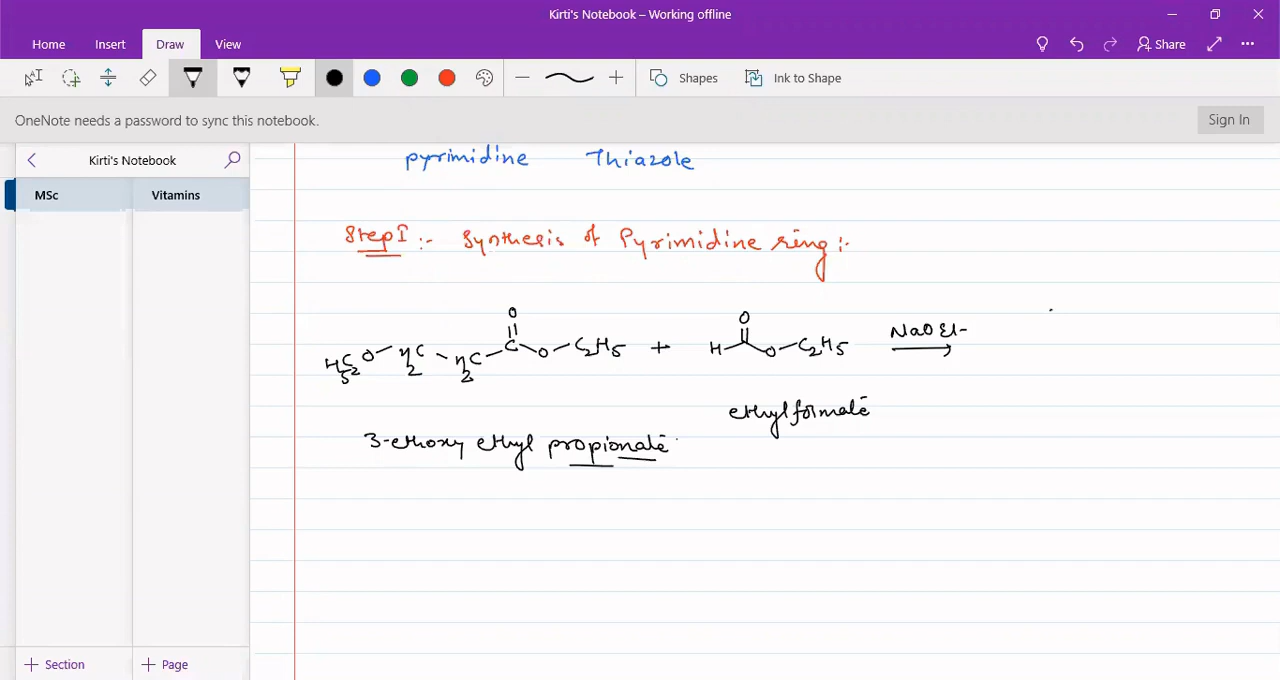 Kirti's Notebook – Working offline
Home Insert Draw View Share
Shapes Ink to Shape
OneNote needs a password to sync this notebook. Sign In
Kirti's Notebook
MSc Vitamins
pyrimidine Thiazole
Step I :- Synthesis of Pyrimidine ring :-
H5C2O–H2C–H2C–C(=O)–O–C2H5 + H–C(=O)–O–C2H5 NaOEt →
ethylformate
3-ethoxy ethyl propionate
+ Section + Page